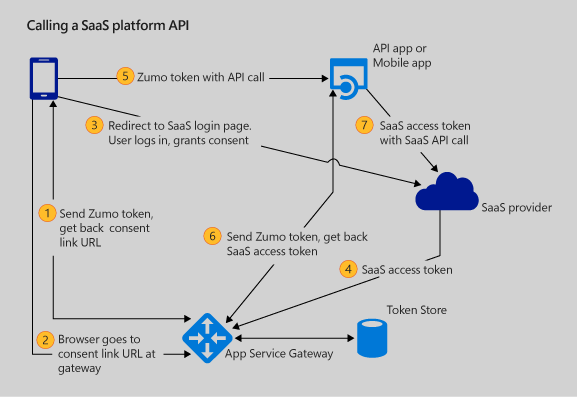 Calling a SaaS platform API
API app or
Mobile app
5 Zumo token with API call
3 Redirect to SaaS login page.
User logs in, grants consent
7 SaaS access token
with SaaS API call
SaaS provider
1 Send Zumo token,
get back consent
link URL
6 Send Zumo token, get back
SaaS access token
4 SaaS access token
Token Store
2 Browser goes to
consent link URL at
gateway
App Service Gateway